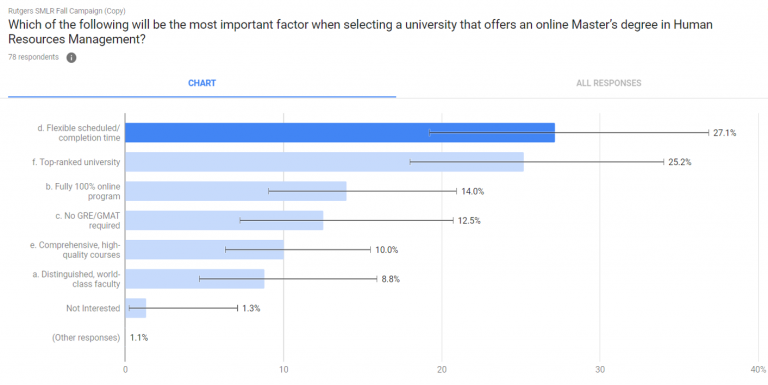 Rutgers SMLR Fall Campaign (Copy)
Which of the following will be the most important factor when selecting a university that offers an online Master's degree in Human
Resources Management?
78 respondents
CHART
ALL RESPONSES
d. Flexible scheduled/
completion time
27.1%
f. Top-ranked university
25.2%
b. Fully 100% online
program
14.0%
c. No GRE/GMAT
required
12.5%
e. Comprehensive, high-
quality courses
10.0%
a. Distinguished, world-
class faculty
8.8%
Not Interested
1.3%
(Other responses)
1.1%
0
10
20
30
40%